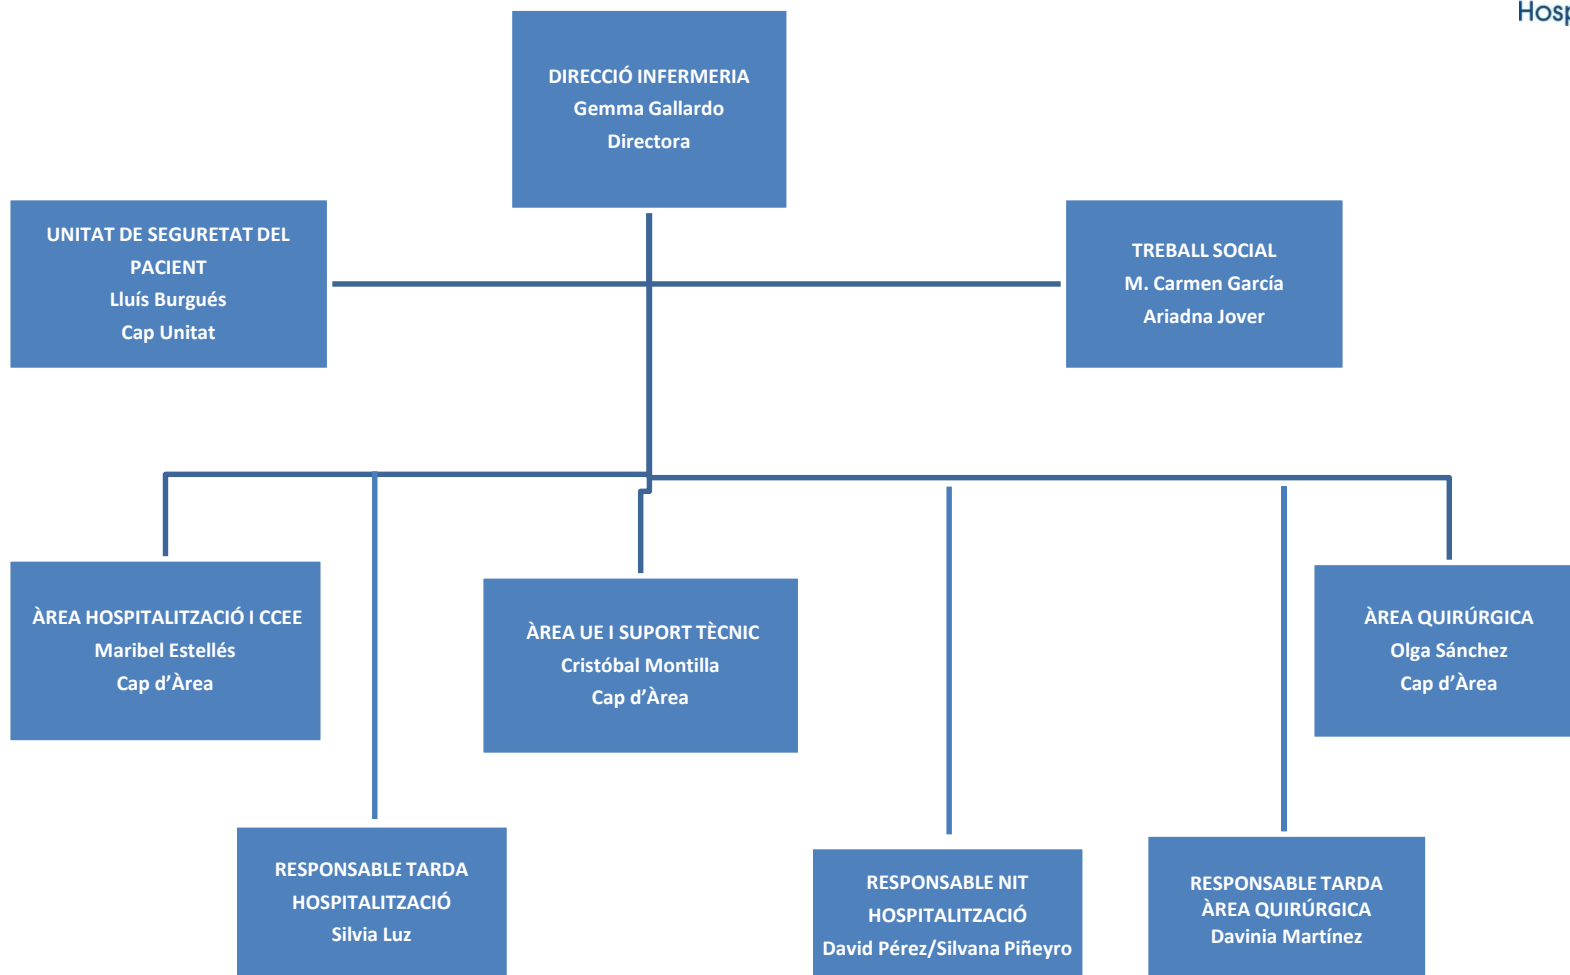 Hosp
DIRECCIÓ INFERMERIA
Gemma Gallardo
Directora
UNITAT DE SEGURETAT DEL
PACIENT
Lluís Burgués
Cap Unitat
TREBALL SOCIAL
M. Carmen García
Ariadna Jover
ÀREA HOSPITALITZACIÓ I CCEE
Maribel Estellés
Cap d’Àrea
ÀREA UE I SUPORT TÈCNIC
Cristóbal Montilla
Cap d’Àrea
ÀREA QUIRÚRGICA
Olga Sánchez
Cap d’Àrea
RESPONSABLE TARDA
HOSPITALITZACIÓ
Silvia Luz
RESPONSABLE NIT
HOSPITALITZACIÓ
David Pérez/Silvana Piñeyro
RESPONSABLE TARDA
ÀREA QUIRÚRGICA
Davinia Martínez